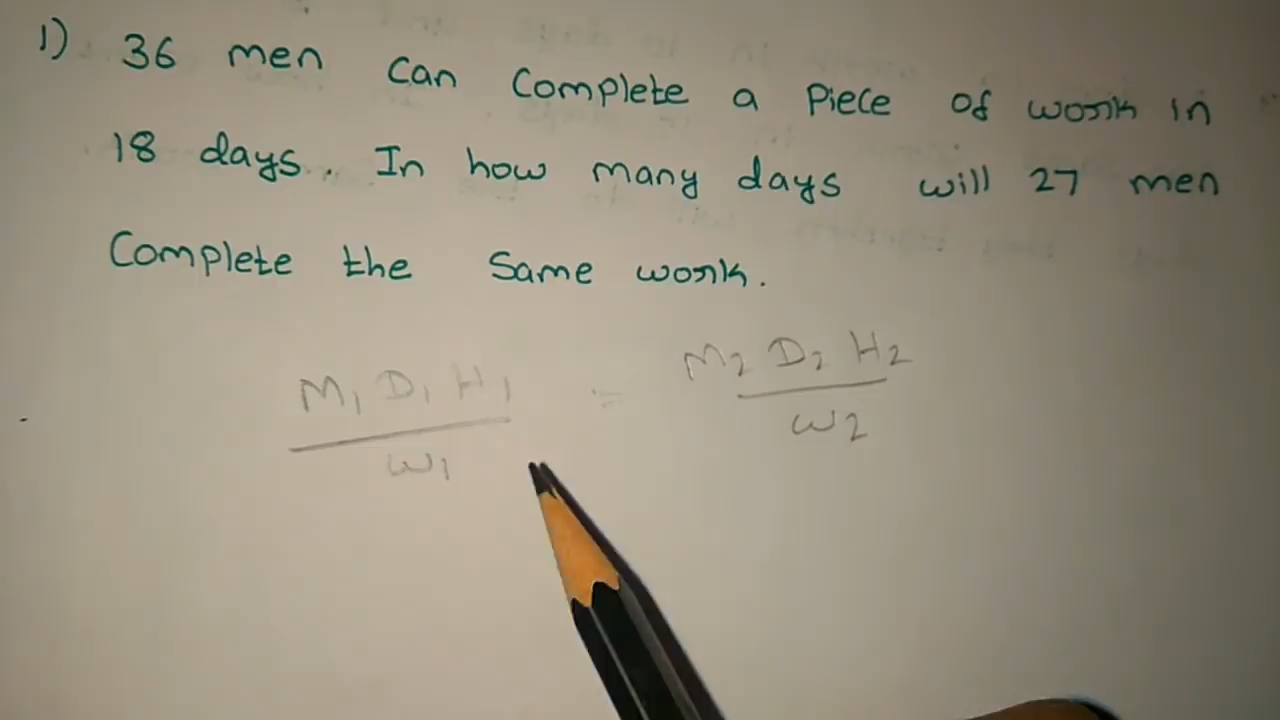 1) 36 men can complete a piece of work in
18 days. In how many days will 27 men
Complete the same work.
M₁ D₁ H₁ / W₁ = M₂ D₂ H₂ / W₂